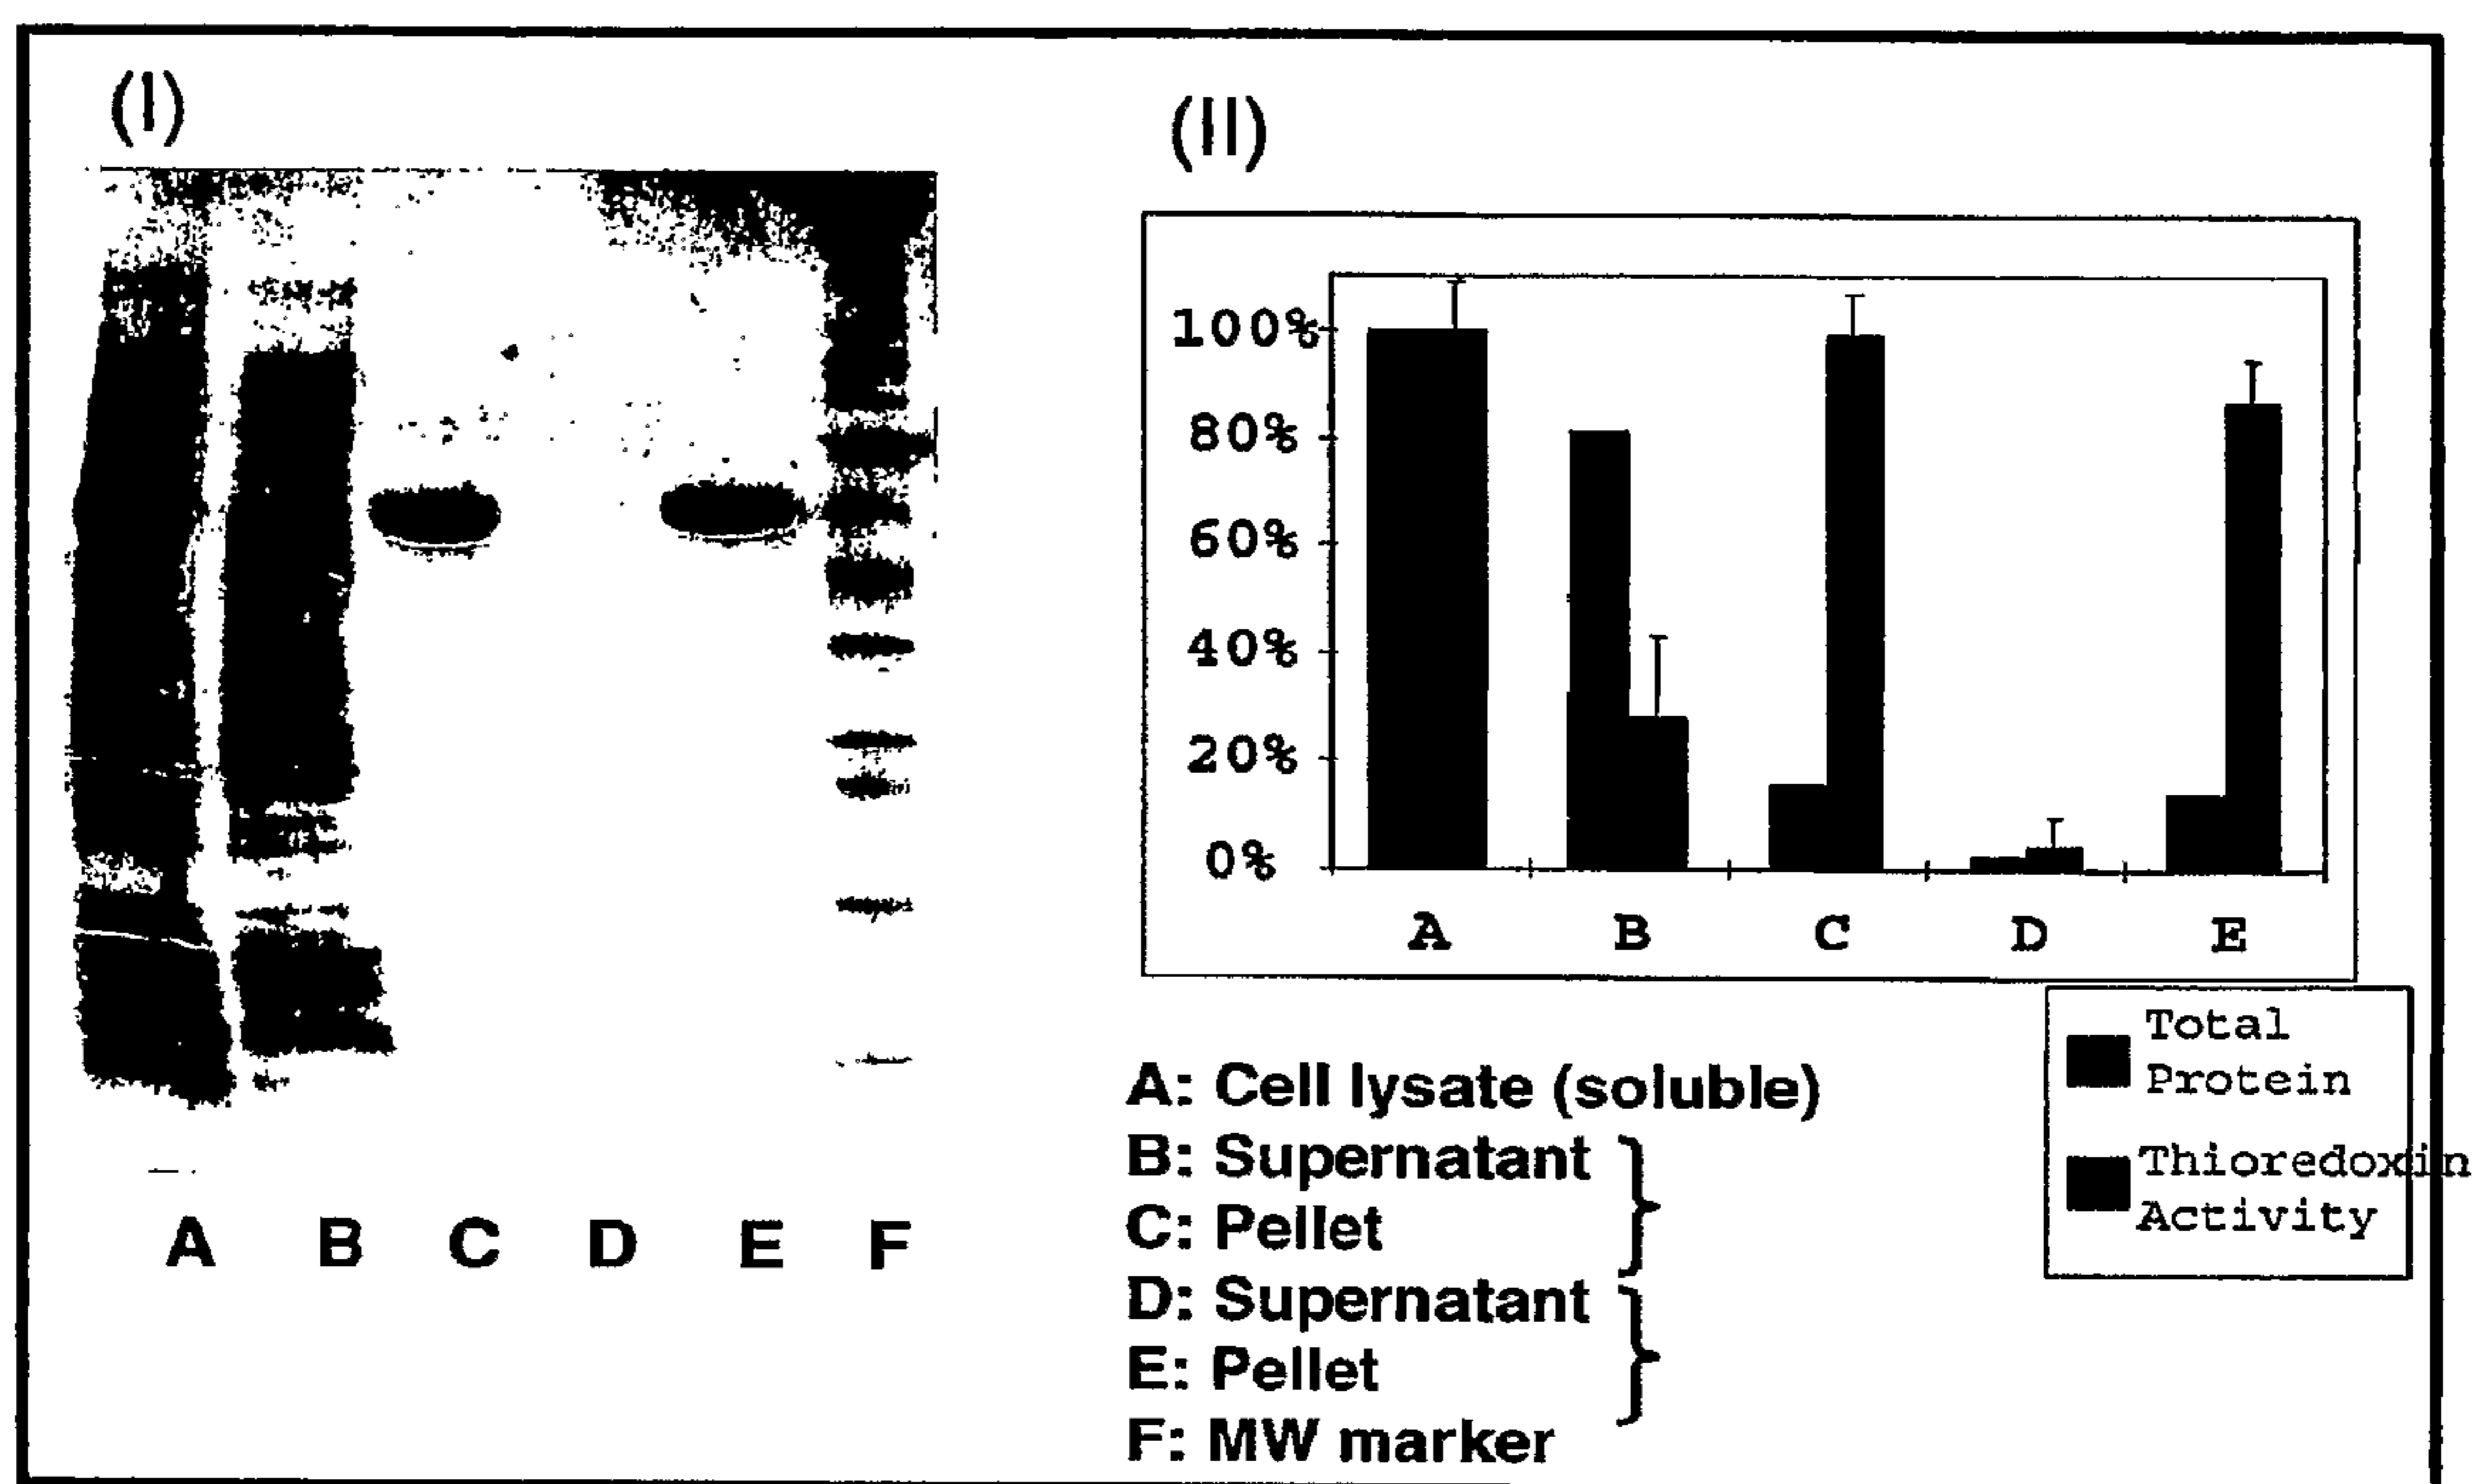 (I)
A B C D E F
(II)
100%
80%
60%
40%
20%
0%
A B C D E
Total
Protein
Thioredoxin
Activity
A: Cell lysate (soluble)
B: Supernatant
C: Pellet
D: Supernatant
E: Pellet
F: MW marker